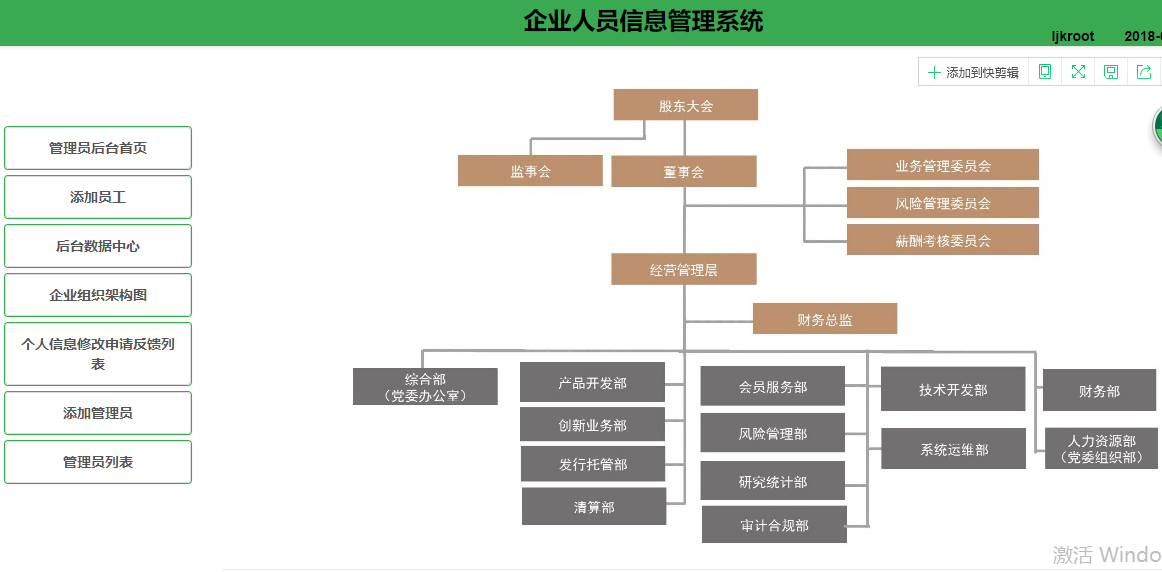 企业人员信息管理系统
ljkroot
2018-
添加到快剪辑
管理员后台首页
添加员工
后台数据中心
企业组织架构图
个人信息修改申请反馈列
表
添加管理员
管理员列表
股东大会
监事会
董事会
业务管理委员会
风险管理委员会
薪酬考核委员会
经营管理层
财务总监
综合部
（党委办公室）
产品开发部
创新业务部
发行托管部
清算部
会员服务部
风险管理部
研究统计部
审计合规部
技术开发部
系统运维部
财务部
人力资源部
（党委组织部）
激活 Windo